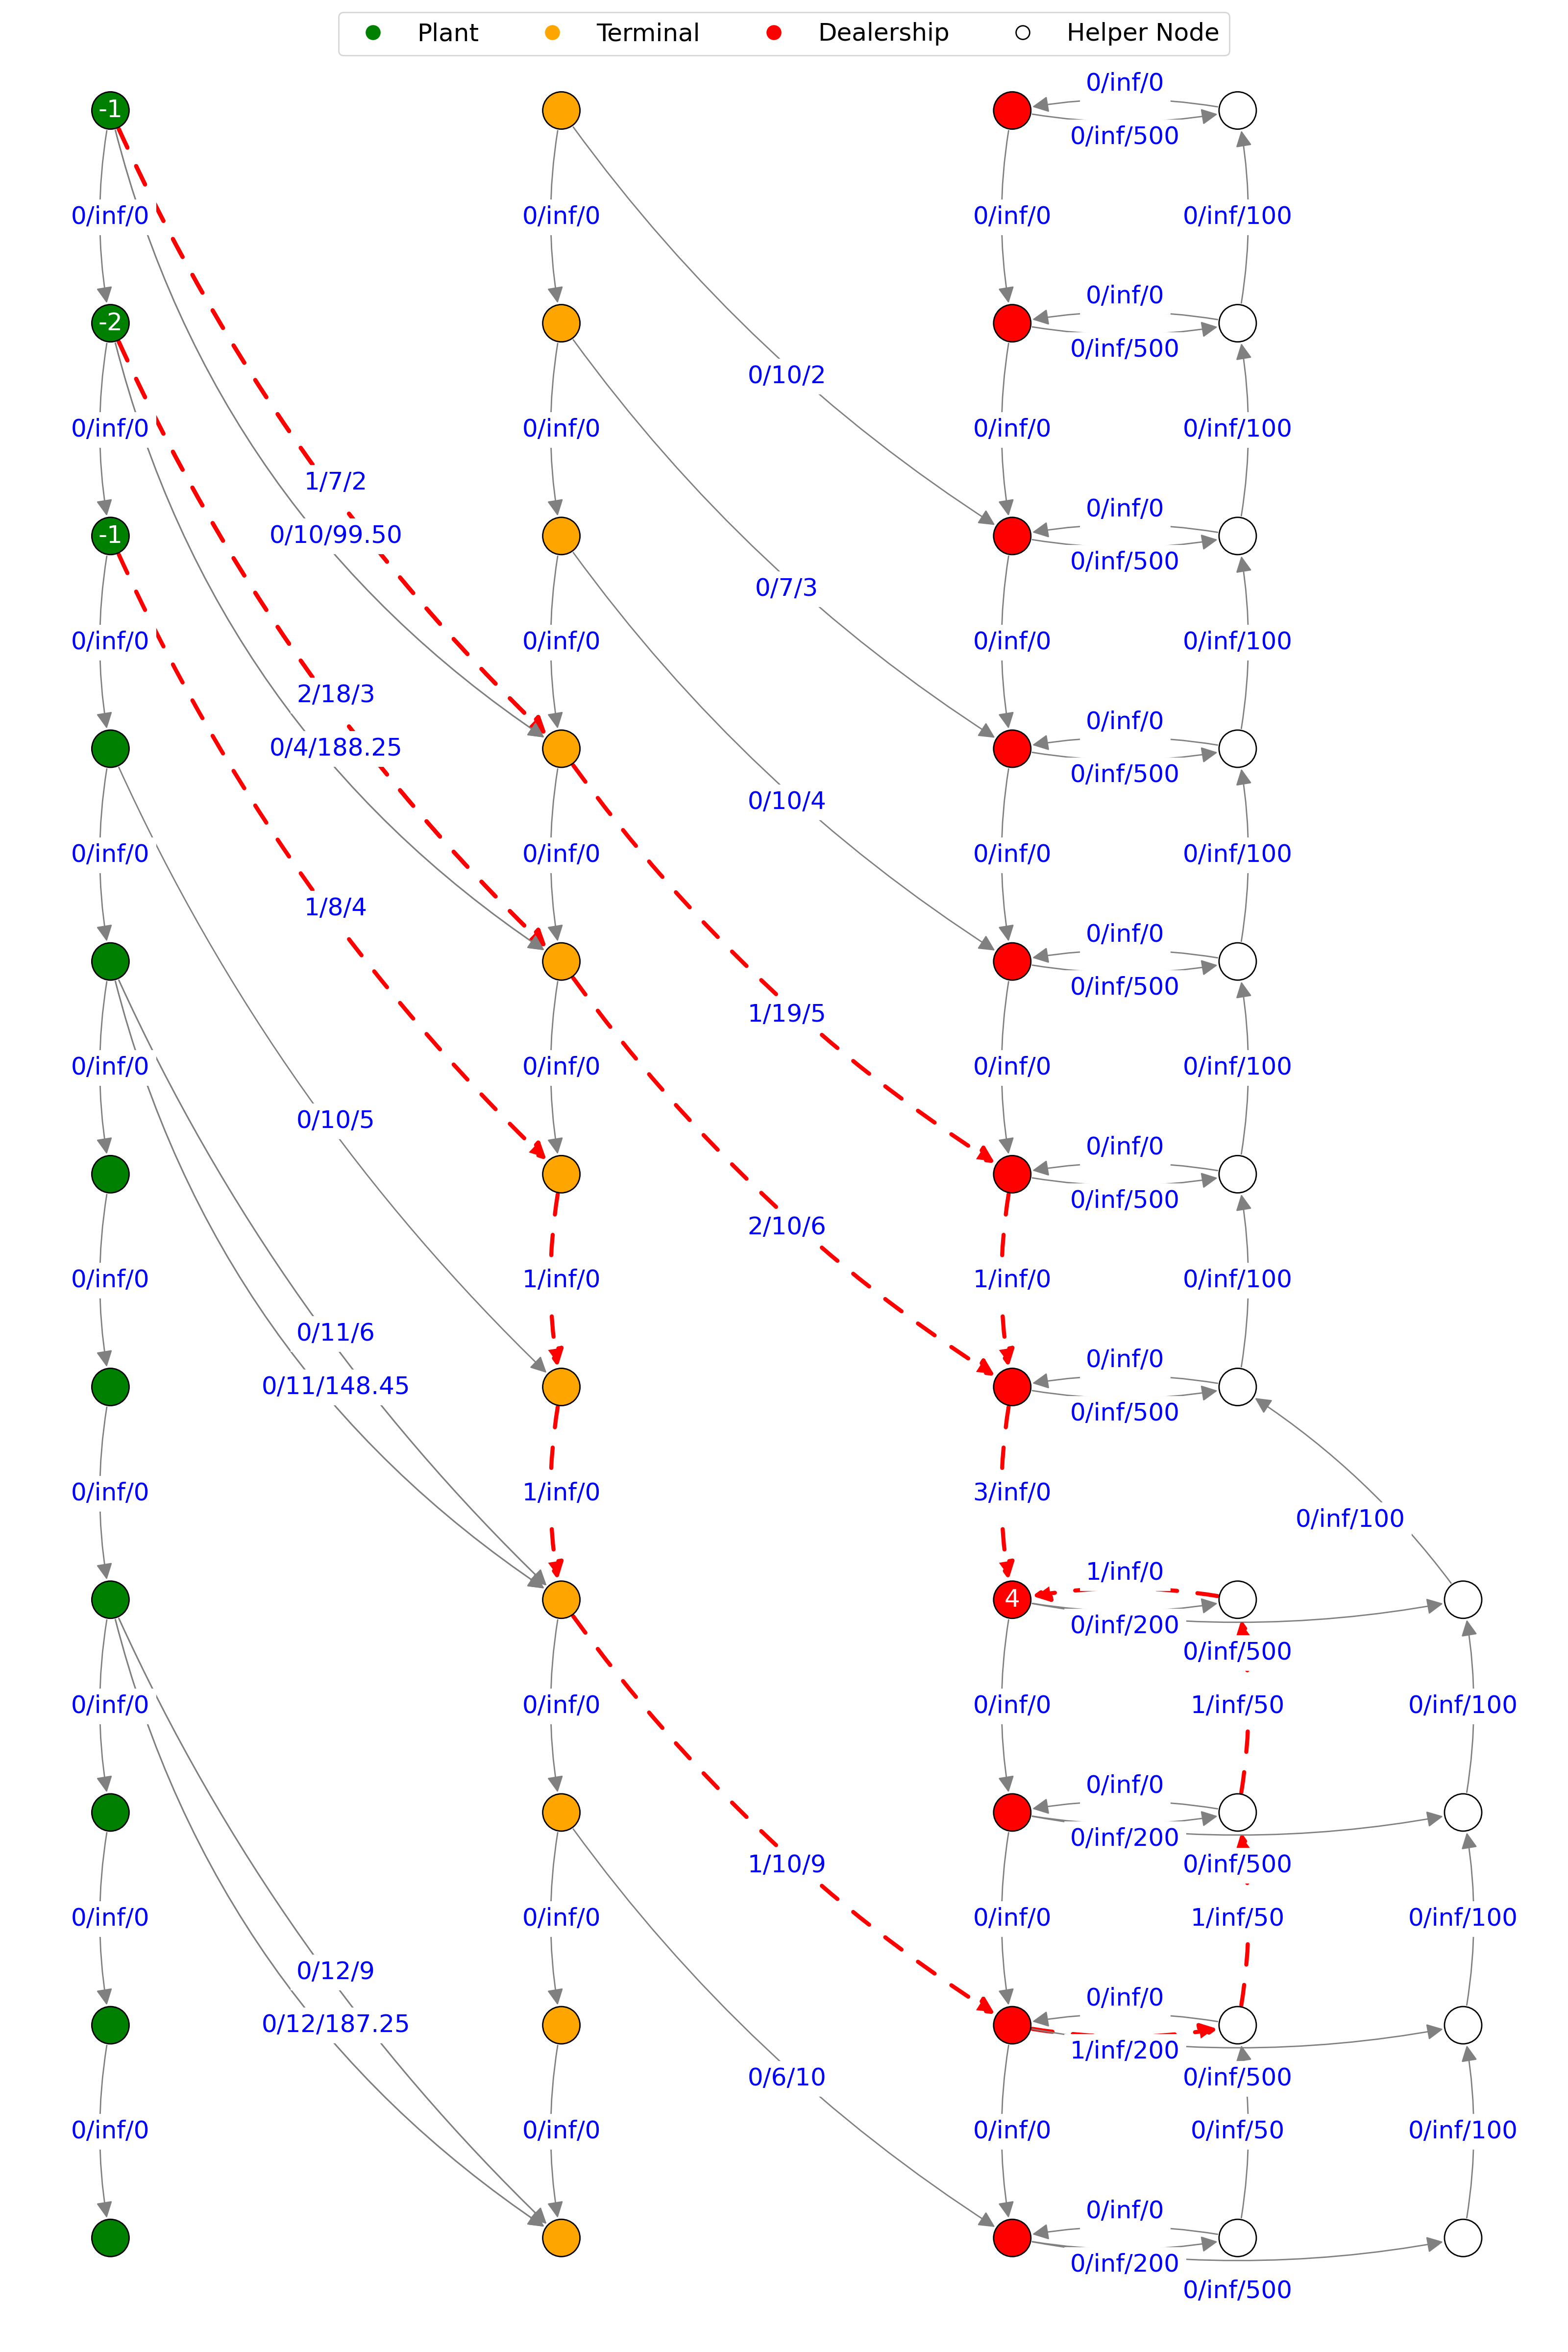 Plant Terminal Dealership Helper Node
0/inf/0
-1
0/inf/500
0/inf/0 0/inf/0 0/inf/0 0/inf/100
0/inf/0
-2
0/inf/500
0/10/2
0/inf/0 0/inf/0 0/inf/0 0/inf/100
1/7/2
0/inf/0
-1
0/10/99.50
0/inf/500
0/7/3
0/inf/0 0/inf/0 0/inf/0 0/inf/100
2/18/3
0/inf/0
0/4/188.25
0/inf/500
0/10/4
0/inf/0 0/inf/0 0/inf/0 0/inf/100
1/8/4
0/inf/0
0/inf/500
1/19/5
0/inf/0 0/inf/0 0/inf/0 0/inf/100
0/10/5
0/inf/0
0/inf/500
2/10/6
0/inf/0 1/inf/0 1/inf/0 0/inf/100
0/11/6
0/inf/0
0/11/148.45
0/inf/500
0/inf/0 1/inf/0 3/inf/0
0/inf/100
1/inf/0
4
0/inf/200
0/inf/500
0/inf/0 0/inf/0 0/inf/0 1/inf/50 0/inf/100
0/inf/0
0/inf/200
1/10/9
0/inf/500
0/inf/0 0/inf/0 0/inf/0 1/inf/50 0/inf/100
0/12/9
0/inf/0
0/12/187.25
1/inf/200
0/6/10
0/inf/500
0/inf/0 0/inf/0 0/inf/0 0/inf/50 0/inf/100
0/inf/0
0/inf/200
0/inf/500